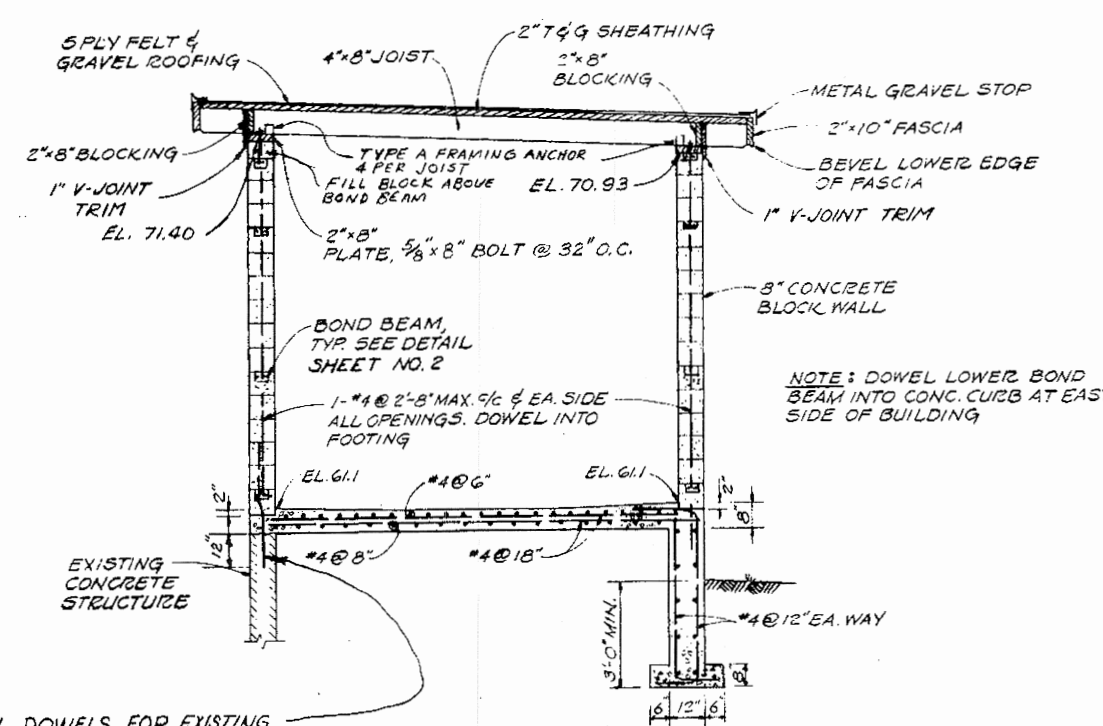 5 PLY FELT &
GRAVEL ROOFING
4"x8" JOIST
2" T&G SHEATHING
2"x8"
BLOCKING
METAL GRAVEL STOP
2"x10" FASCIA
BEVEL LOWER EDGE
OF FASCIA
2"x8" BLOCKING
TYPE A FRAMING ANCHOR
4 PER JOIST
FILL BLOCK ABOVE
BOND BEAM
EL. 70.93
1" V-JOINT
TRIM
1" V-JOINT TRIM
EL. 71.40
2"x8"
PLATE, 5/8"x8" BOLT @ 32" O.C.
8" CONCRETE
BLOCK WALL
BOND BEAM,
TYP. SEE DETAIL
SHEET NO. 2
NOTE: DOWEL LOWER BOND
BEAM INTO CONC. CURB AT EAST
SIDE OF BUILDING
1-#4 @ 2'-8" MAX. c/c & EA. SIDE
ALL OPENINGS. DOWEL INTO
FOOTING
EL. 61.1
#4@6"
EL. 61.1
2"
2"
8"
12"
#4@8"
#4@18"
EXISTING
CONCRETE
STRUCTURE
3'-0" MIN.
#4@12" EA. WAY
8"
6" 12" 6"
DOWELS FOR EXISTING